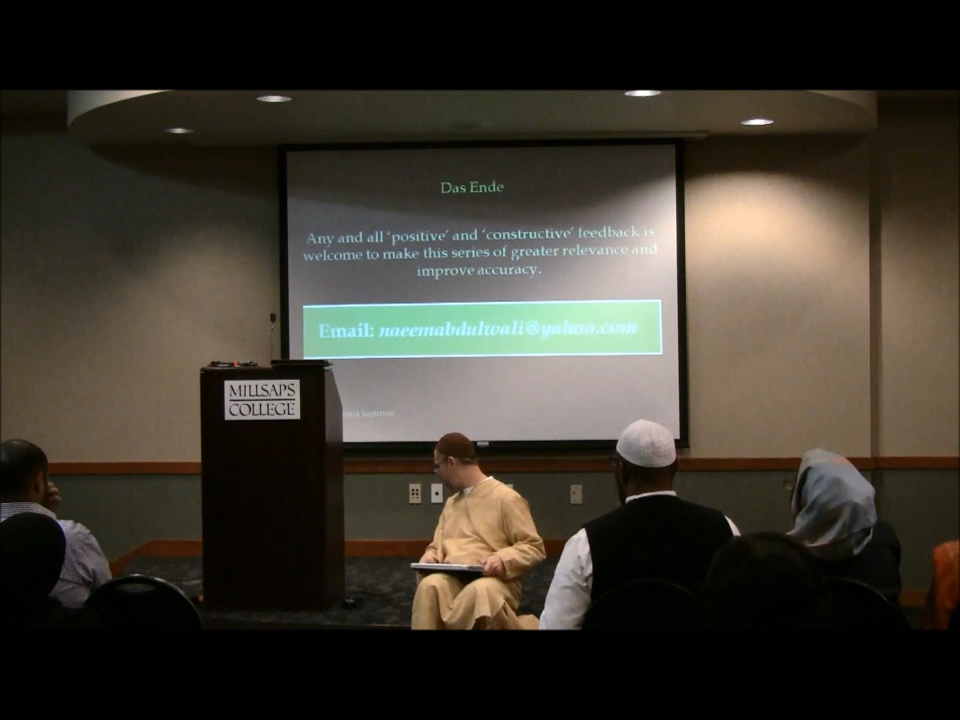 Das Ende
Any and all 'positive' and 'constructive' feedback is
welcome to make this series of greater relevance and
improve accuracy.
Email: naeemabdulwali@yahoo.com
MILLSAPS
COLLEGE
Institute